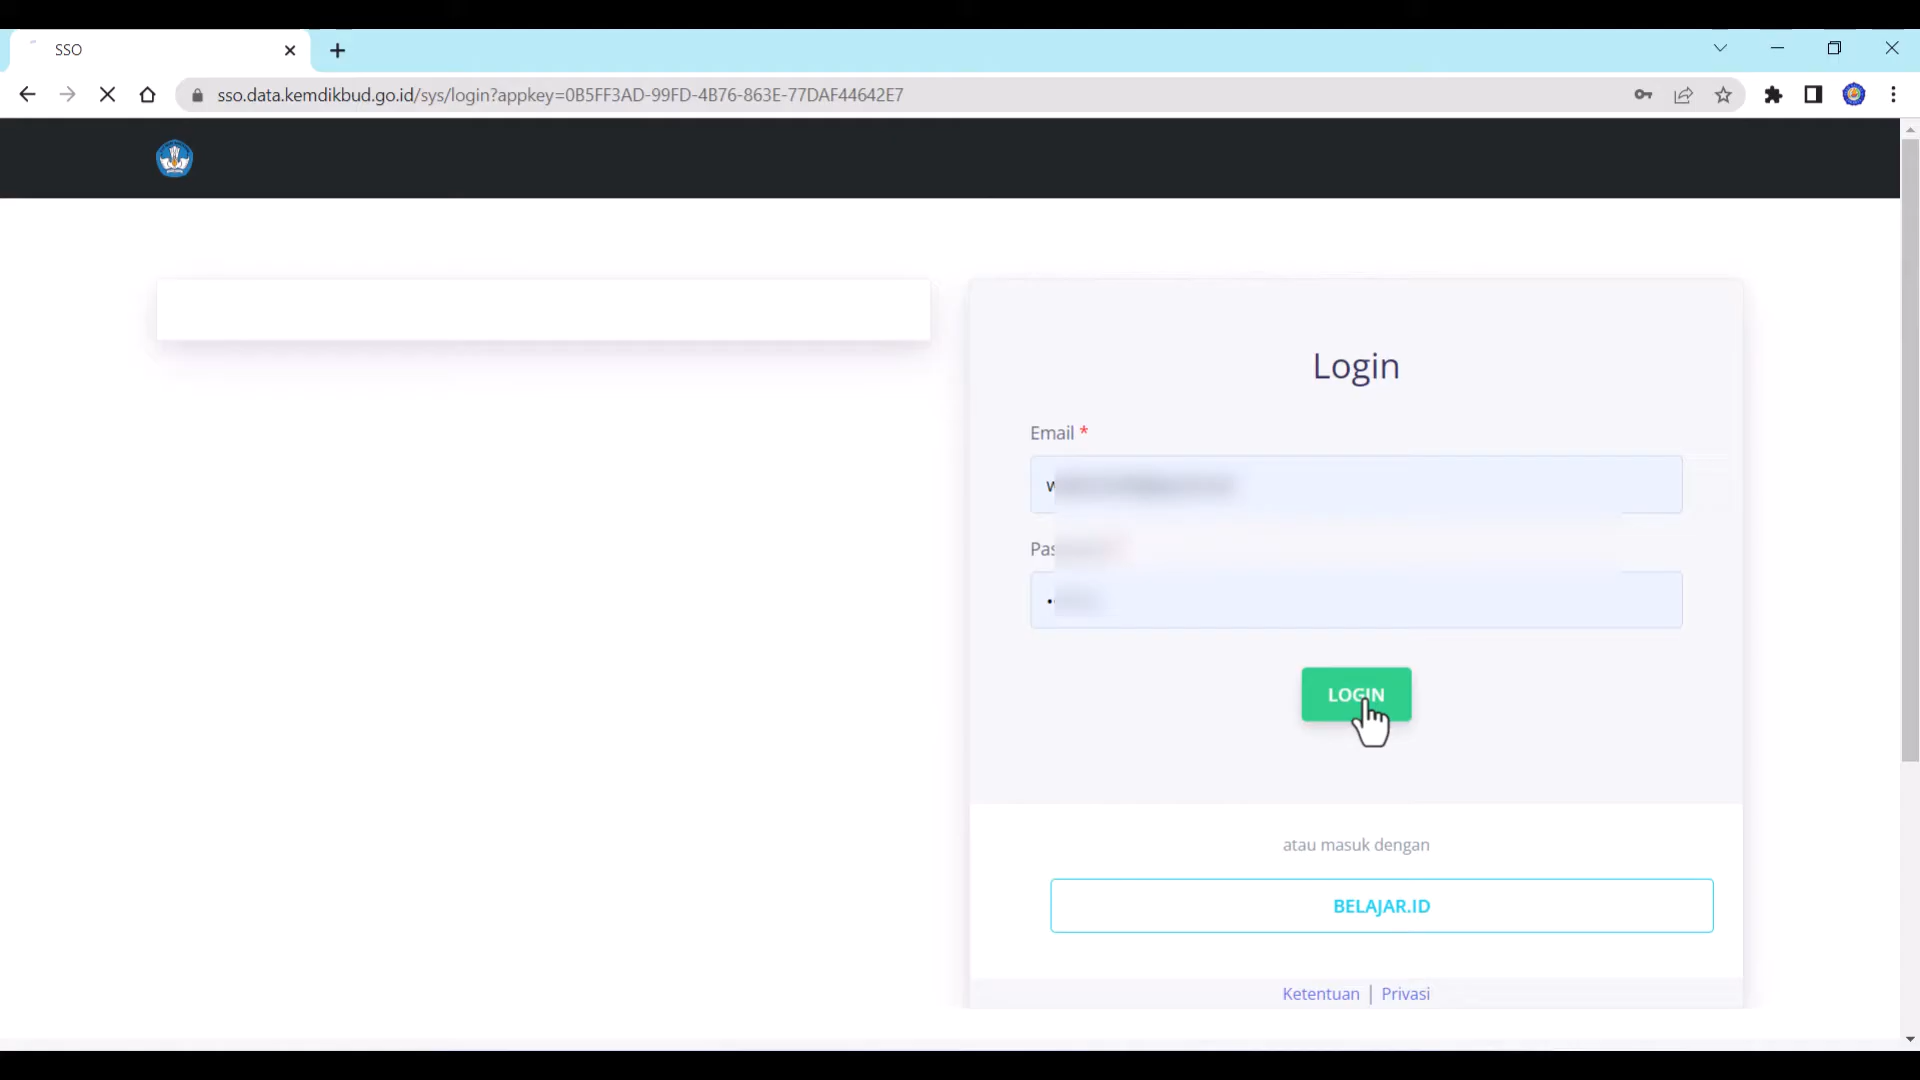 SSO
sso.data.kemdikbud.go.id/sys/login?appkey=0B5FF3AD-99FD-4B76-863E-77DAF44642E7
Login
Email *
LOGIN
atau masuk dengan
BELAJAR.ID
Ketentuan | Privasi